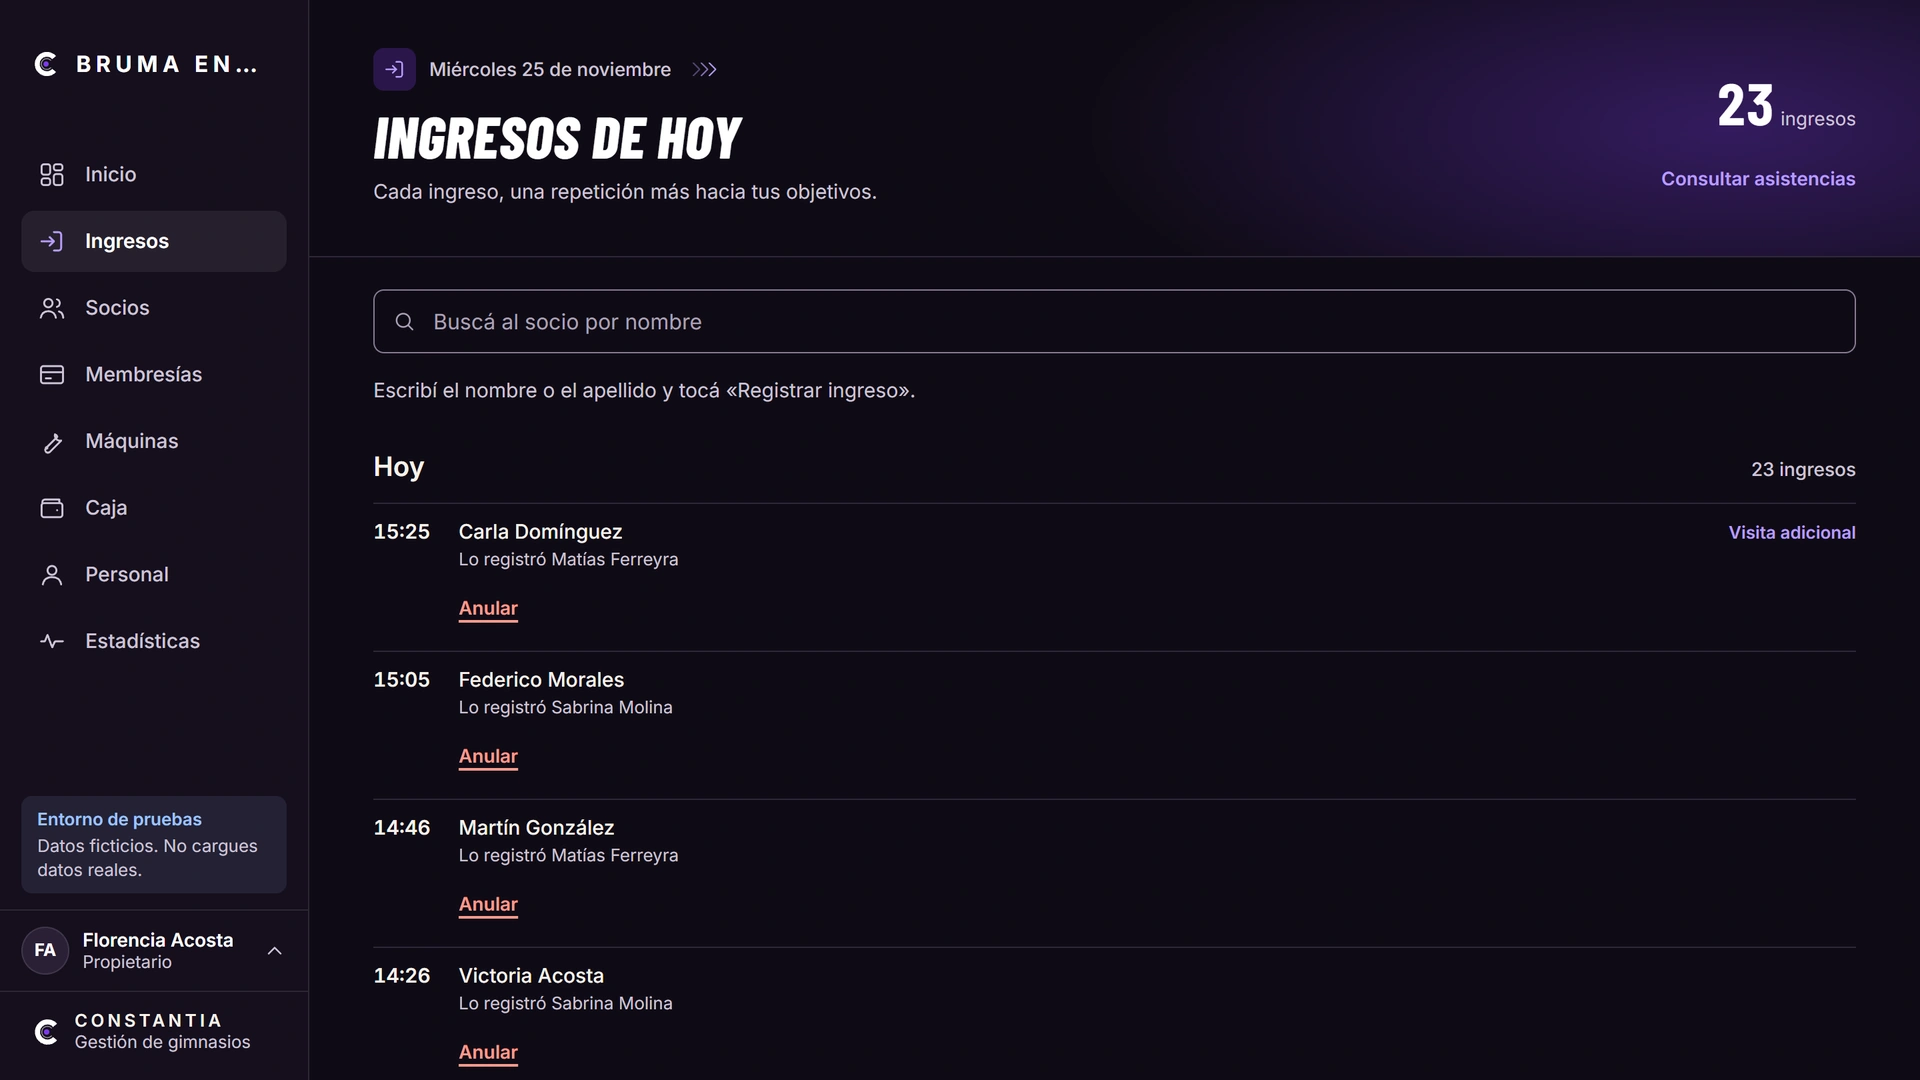 BRUMA EN…
Inicio
Ingresos
Socios
Membresías
Máquinas
Caja
Personal
Estadísticas
Entorno de pruebas
Datos ficticios. No cargues
datos reales.
FA
Florencia Acosta
Propietario
CONSTANTIA
Gestión de gimnasios
Miércoles 25 de noviembre
INGRESOS DE HOY
Cada ingreso, una repetición más hacia tus objetivos.
23 ingresos
Consultar asistencias
Buscá al socio por nombre
Escribí el nombre o el apellido y tocá «Registrar ingreso».
Hoy
23 ingresos
15:25 Carla Domínguez Visita adicional
Lo registró Matías Ferreyra
Anular
15:05 Federico Morales
Lo registró Sabrina Molina
Anular
14:46 Martín González
Lo registró Matías Ferreyra
Anular
14:26 Victoria Acosta
Lo registró Sabrina Molina
Anular